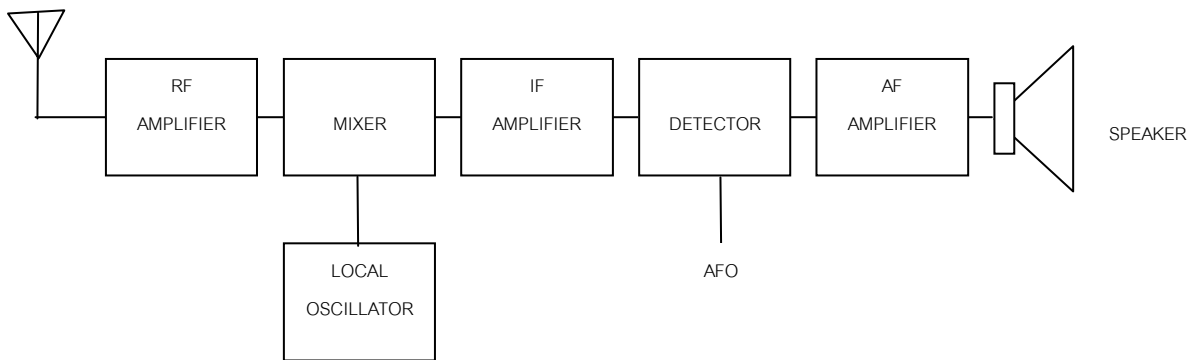 RF
AMPLIFIER
MIXER
IF
AMPLIFIER
DETECTOR
AF
AMPLIFIER
SPEAKER
LOCAL
OSCILLATOR
AFO